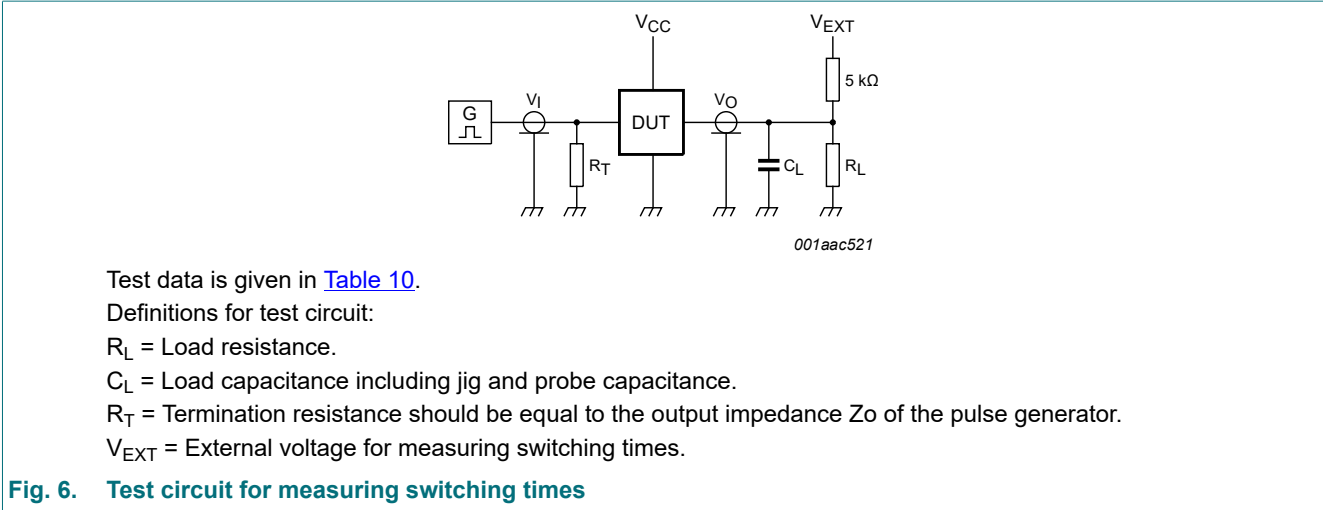 VCC
VEXT
5 kΩ
G
VI
DUT
VO
RT
CL
RL
001aac521
Test data is given in Table 10.
Definitions for test circuit:
RL = Load resistance.
CL = Load capacitance including jig and probe capacitance.
RT = Termination resistance should be equal to the output impedance Zo of the pulse generator.
VEXT = External voltage for measuring switching times.
Fig. 6. Test circuit for measuring switching times